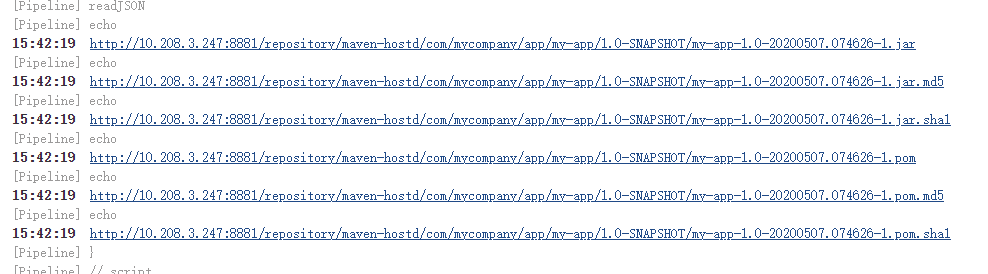 [Pipeline] readJSON
[Pipeline] echo
15:42:19 http://10.208.3.247:8881/repository/maven-hostd/com/mycompany/app/my-app/1.0-SNAPSHOT/my-app-1.0-20200507.074626-1.jar
[Pipeline] echo
15:42:19 http://10.208.3.247:8881/repository/maven-hostd/com/mycompany/app/my-app/1.0-SNAPSHOT/my-app-1.0-20200507.074626-1.jar.md5
[Pipeline] echo
15:42:19 http://10.208.3.247:8881/repository/maven-hostd/com/mycompany/app/my-app/1.0-SNAPSHOT/my-app-1.0-20200507.074626-1.jar.sha1
[Pipeline] echo
15:42:19 http://10.208.3.247:8881/repository/maven-hostd/com/mycompany/app/my-app/1.0-SNAPSHOT/my-app-1.0-20200507.074626-1.pom
[Pipeline] echo
15:42:19 http://10.208.3.247:8881/repository/maven-hostd/com/mycompany/app/my-app/1.0-SNAPSHOT/my-app-1.0-20200507.074626-1.pom.md5
[Pipeline] echo
15:42:19 http://10.208.3.247:8881/repository/maven-hostd/com/mycompany/app/my-app/1.0-SNAPSHOT/my-app-1.0-20200507.074626-1.pom.sha1
[Pipeline] }
[Pipeline] // script